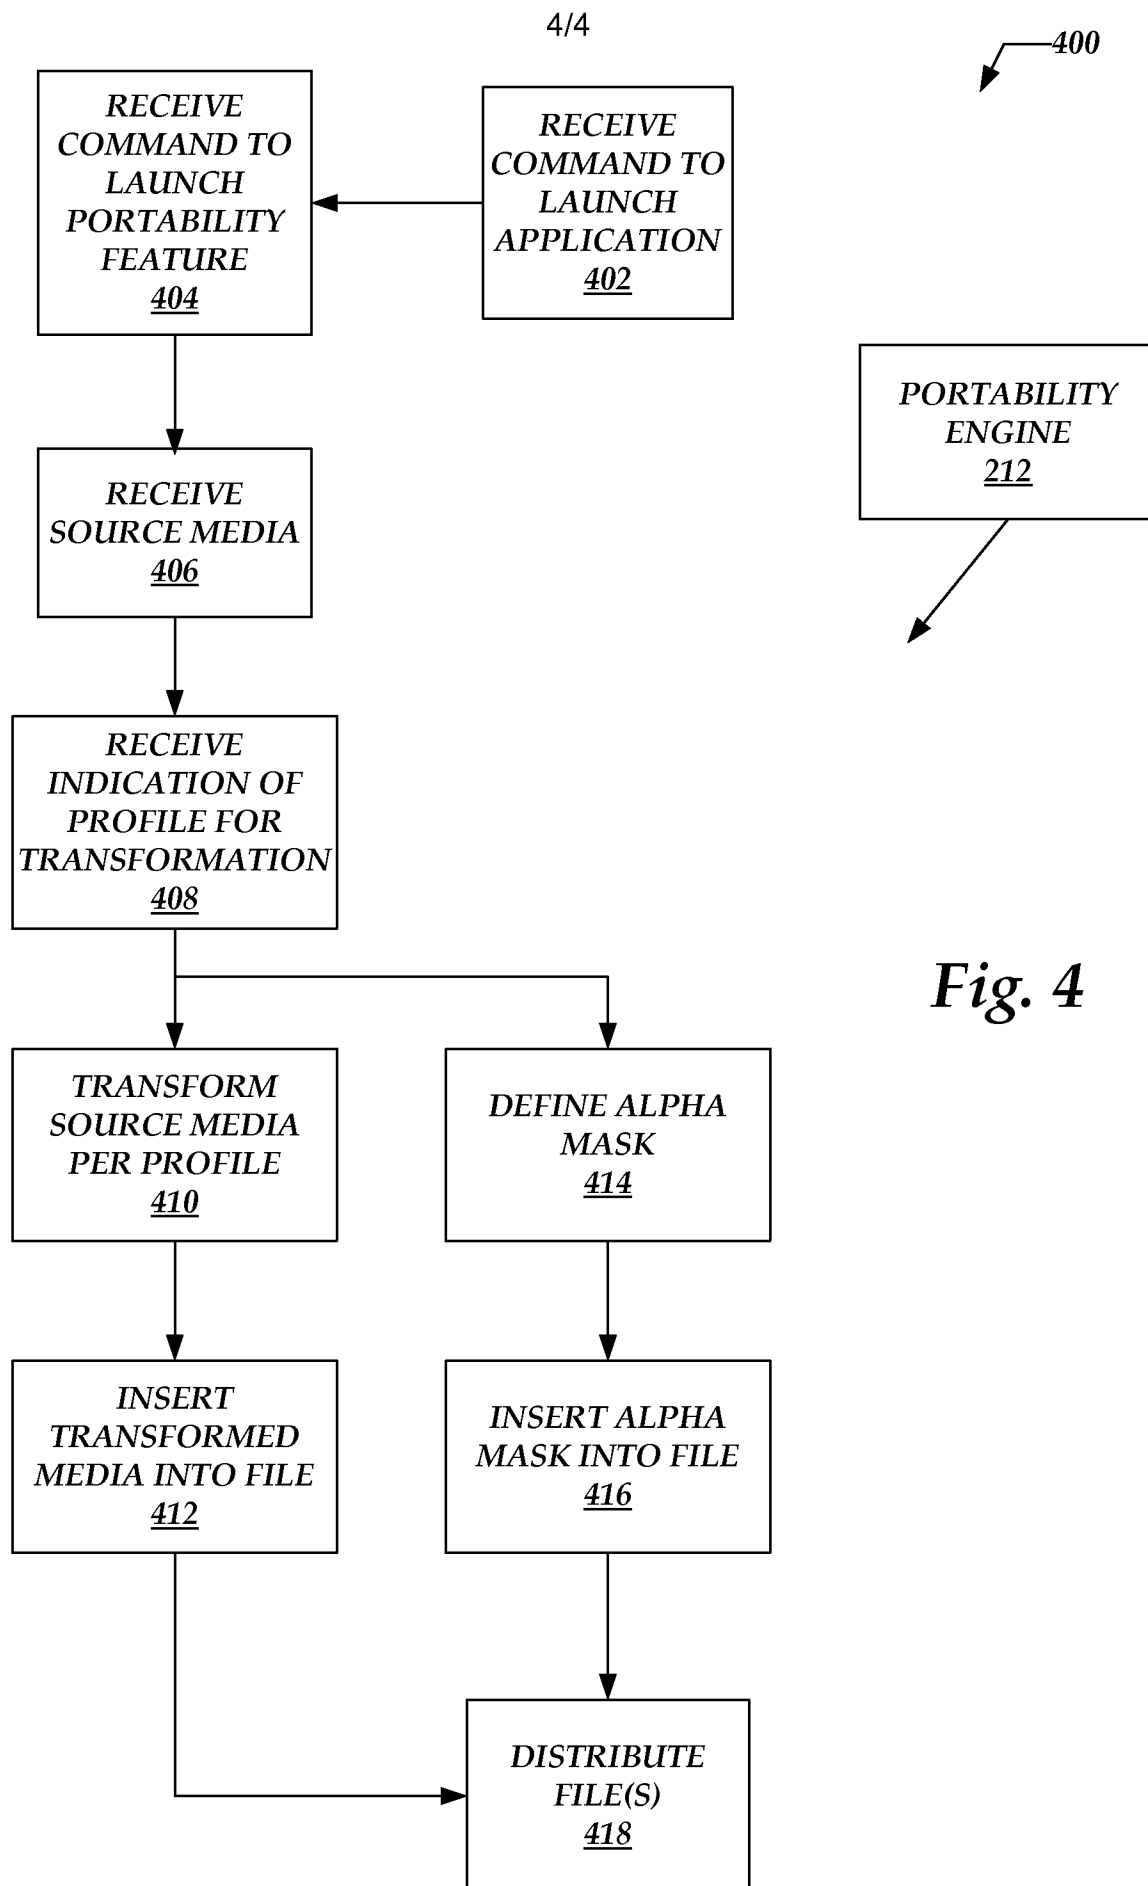 4/4
400
RECEIVE
COMMAND TO
LAUNCH
APPLICATION
402
RECEIVE
COMMAND TO
LAUNCH
PORTABILITY
FEATURE
404
PORTABILITY
ENGINE
212
RECEIVE
SOURCE MEDIA
406
RECEIVE
INDICATION OF
PROFILE FOR
TRANSFORMATION
408
Fig. 4
TRANSFORM
SOURCE MEDIA
PER PROFILE
410
DEFINE ALPHA
MASK
414
INSERT
TRANSFORMED
MEDIA INTO FILE
412
INSERT ALPHA
MASK INTO FILE
416
DISTRIBUTE
FILE(S)
418